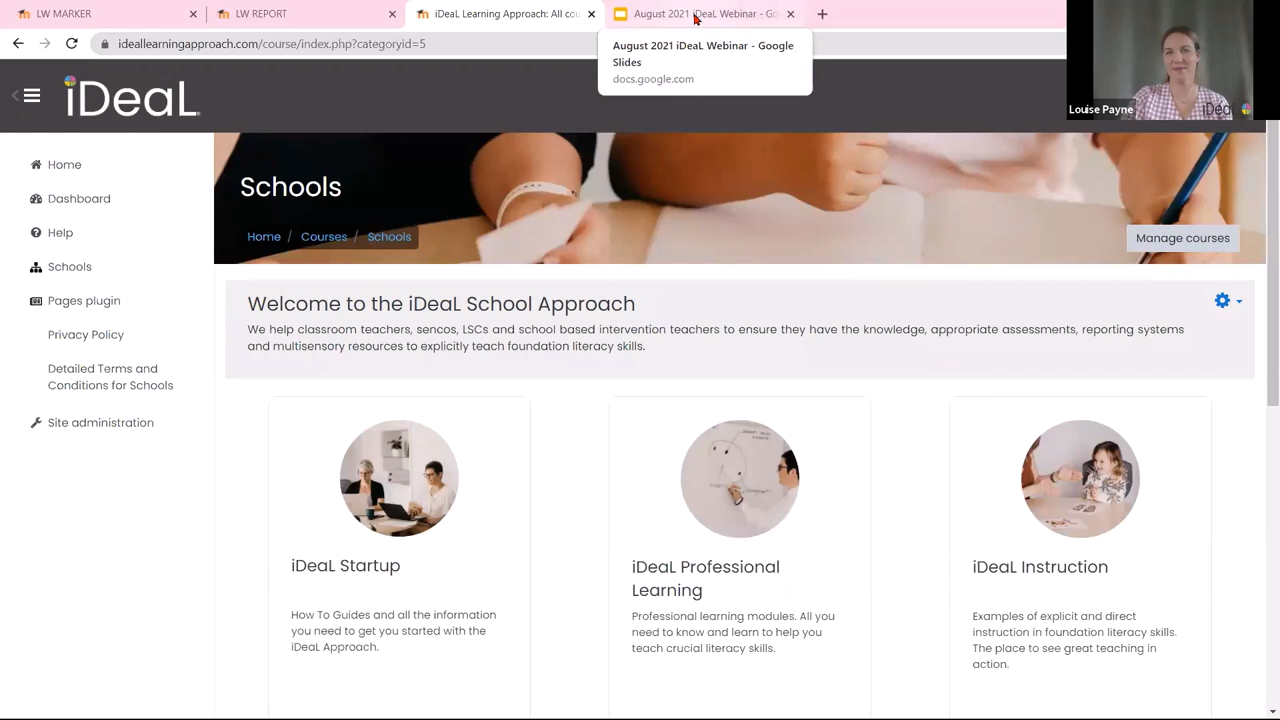 LW MARKER
LW REPORT
iDeaL Learning Approach: All cou
August 2021 iDeaL Webinar - Go
ideallearningapproach.com/course/index.php?categoryid=5
August 2021 iDeaL Webinar - Google
Slides
docs.google.com
Louise Payne
iDeaL
iDeaL
Home
Dashboard
Help
Schools
Pages plugin
Privacy Policy
Detailed Terms and
Conditions for Schools
Site administration
Schools
Home / Courses / Schools
Manage courses
Welcome to the iDeaL School Approach
We help classroom teachers, sencos, LSCs and school based intervention teachers to ensure they have the knowledge, appropriate assessments, reporting systems
and multisensory resources to explicitly teach foundation literacy skills.
iDeaL Startup
How To Guides and all the information
you need to get you started with the
iDeaL Approach.
iDeaL Professional
Learning
Professional learning modules. All you
need to know and learn to help you
teach crucial literacy skills.
iDeaL Instruction
Examples of explicit and direct
instruction in foundation literacy skills.
The place to see great teaching in
action.